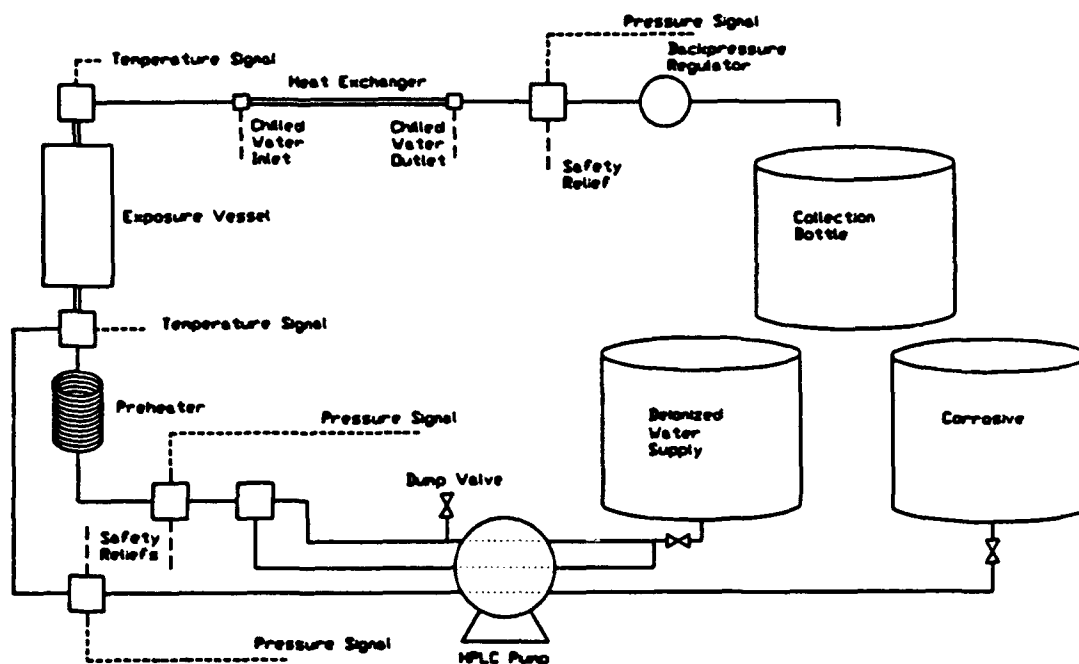 Pressure Signal
Temperature Signal
Backpressure
Regulator
Heat Exchanger
Chilled
Water
Inlet
Chilled
Water
Outlet
Safety
Relief
Exposure Vessel
Collection
Bottle
Temperature Signal
Preheater
Pressure Signal
Deionized
Water
Supply
Corrosive
Dump Valve
Safety
Reliefs
Pressure Signal
HPLC Pump